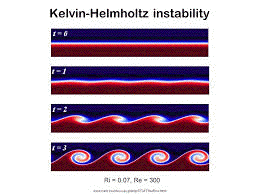 Kelvin-Helmholtz instability
t = 0
t = 1
t = 2
t = 3
Ri = 0.07, Re = 300